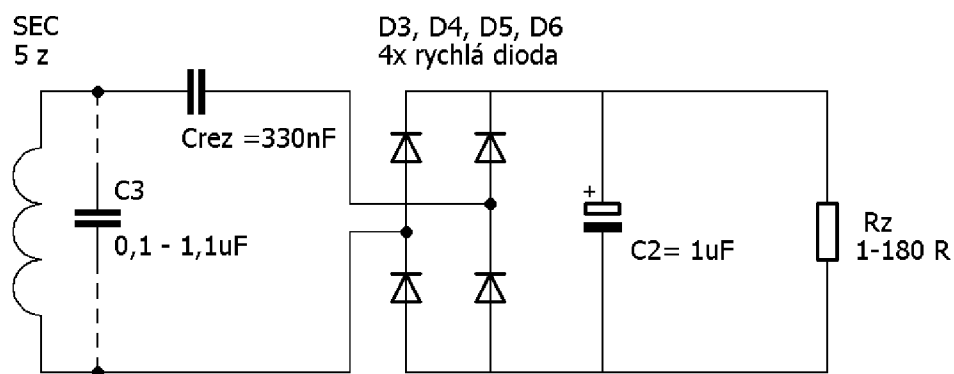 SEC
5 z
D3, D4, D5, D6
4x rychlá dioda
Crez =330nF
C3
0,1 - 1,1uF
+
C2= 1uF
Rz
1-180 R